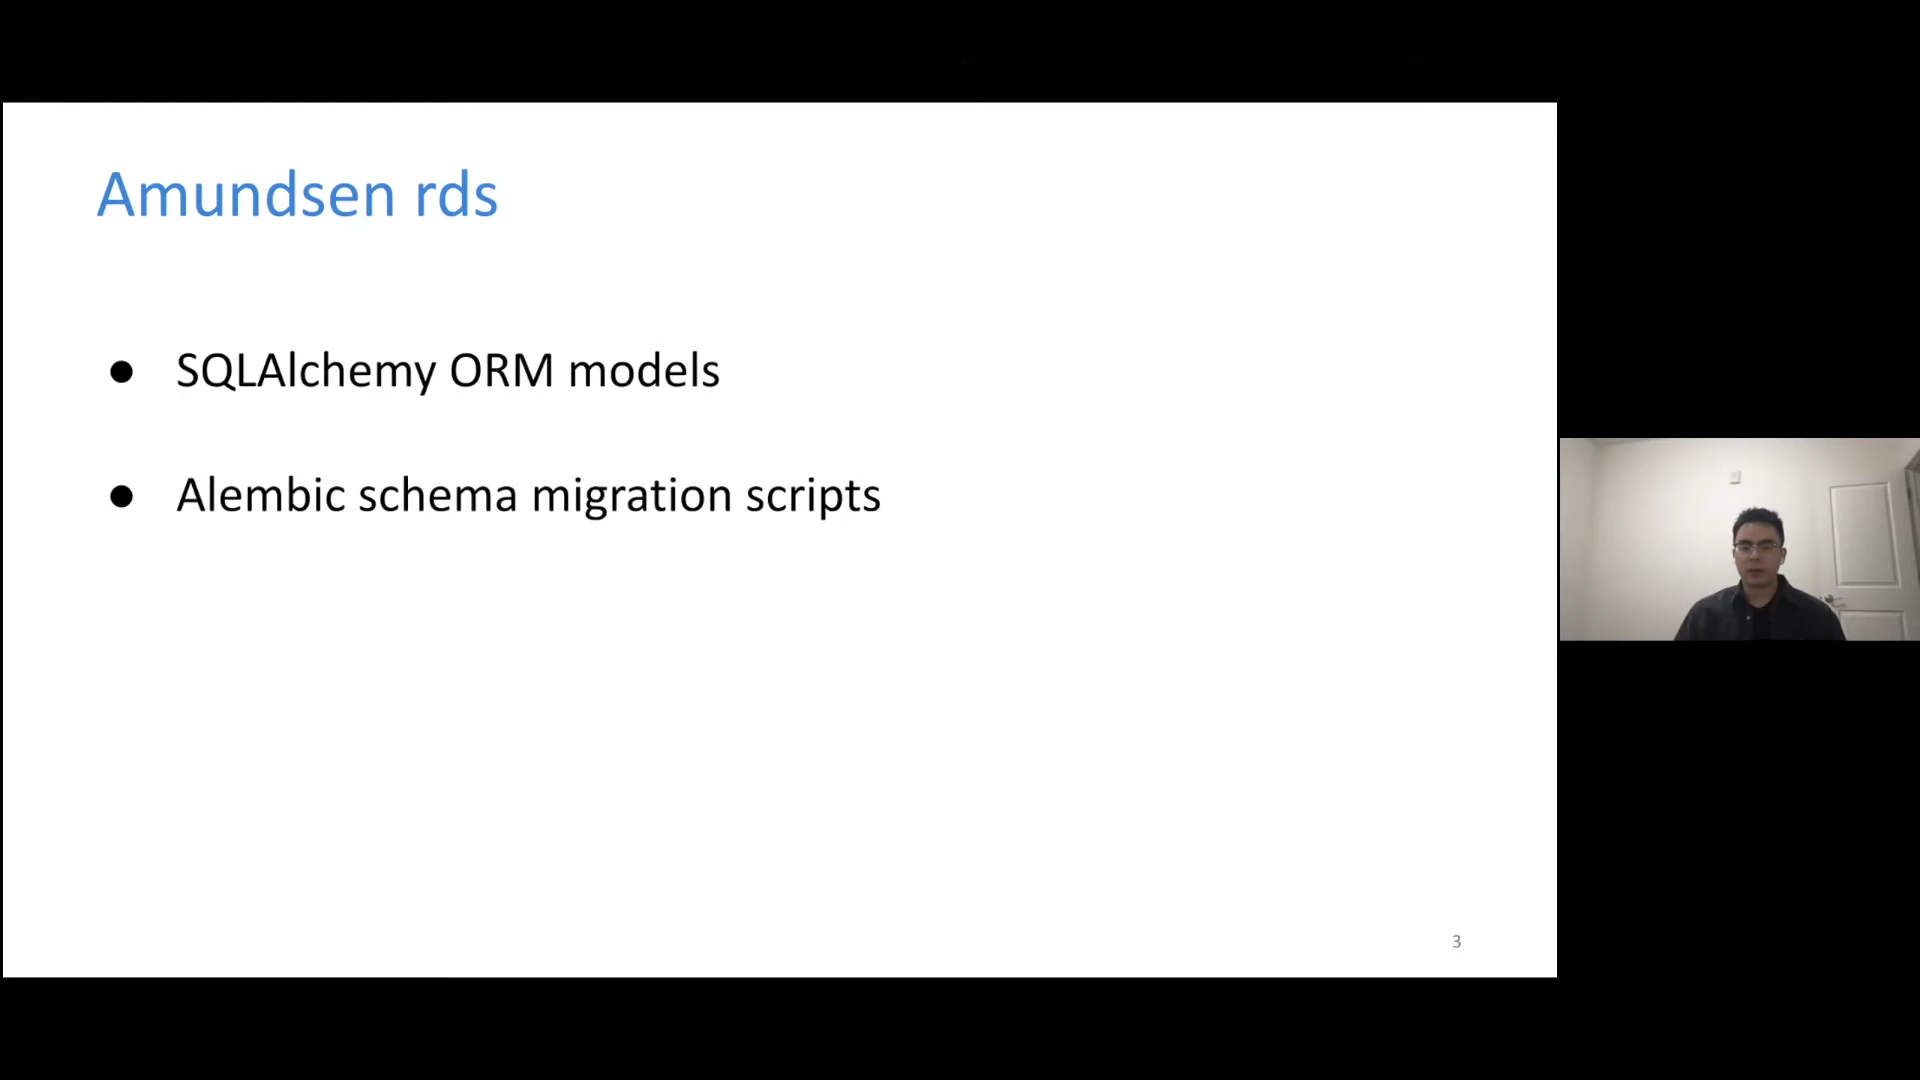 Amundsen rds
● SQLAlchemy ORM models
● Alembic schema migration scripts
3